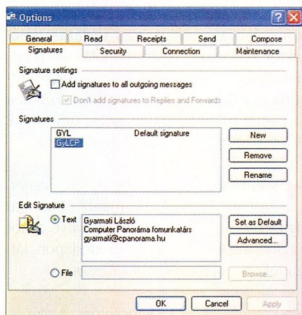 Options
General Read Receipts Send Compose
Signatures Security Connection Maintenance
Signature settings
Add signatures to all outgoing messages
Don't add signatures to Replies and Forwards
Signatures
GYL Default signature New
GyLCP
Remove
Rename
Edit Signature
Text Gyarmati László Set as Default
Computer Panoráma fomunkatárs
gyarmati@cpanorama.hu Advanced...
File Browse...
OK Cancel Apply